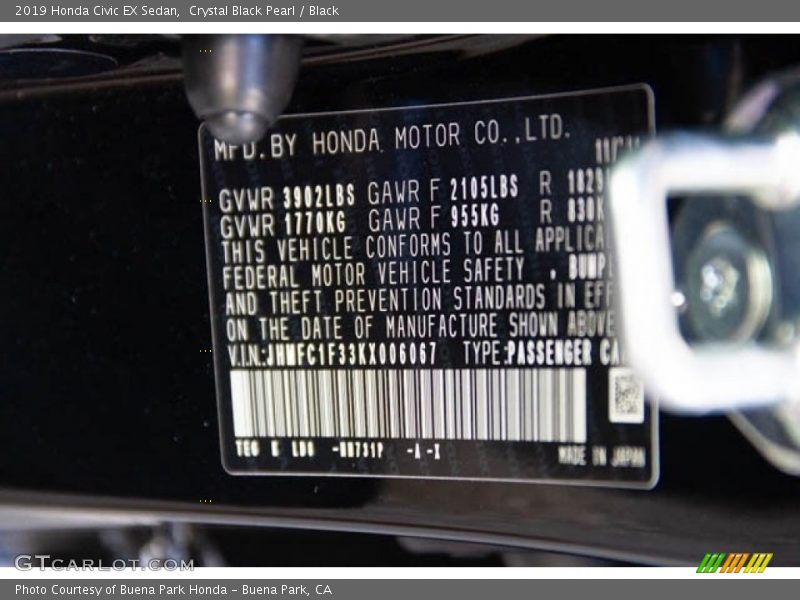 2019 Honda Civic EX Sedan,  Crystal Black Pearl / Black
MFD. BY HONDA MOTOR CO.,LTD.
GVWR 3902LBS GAWR F 2105LBS R
GVWR 1770KG GAWR F 955KG R
THIS VEHICLE CONFORMS TO ALL
FEDERAL MOTOR VEHICLE SAFETY ,
AND THEFT PREVENTION STANDARDS IN
ON THE DATE OF MANUFACTURE SHOWN ABOVE
V.I.N.:JHMFC1F33KX006067 TYPE:PASSENGER
-A-X
MADE IN JAPAN
GTCARLOT.COM
Photo Courtesy of Buena Park Honda - Buena Park, CA